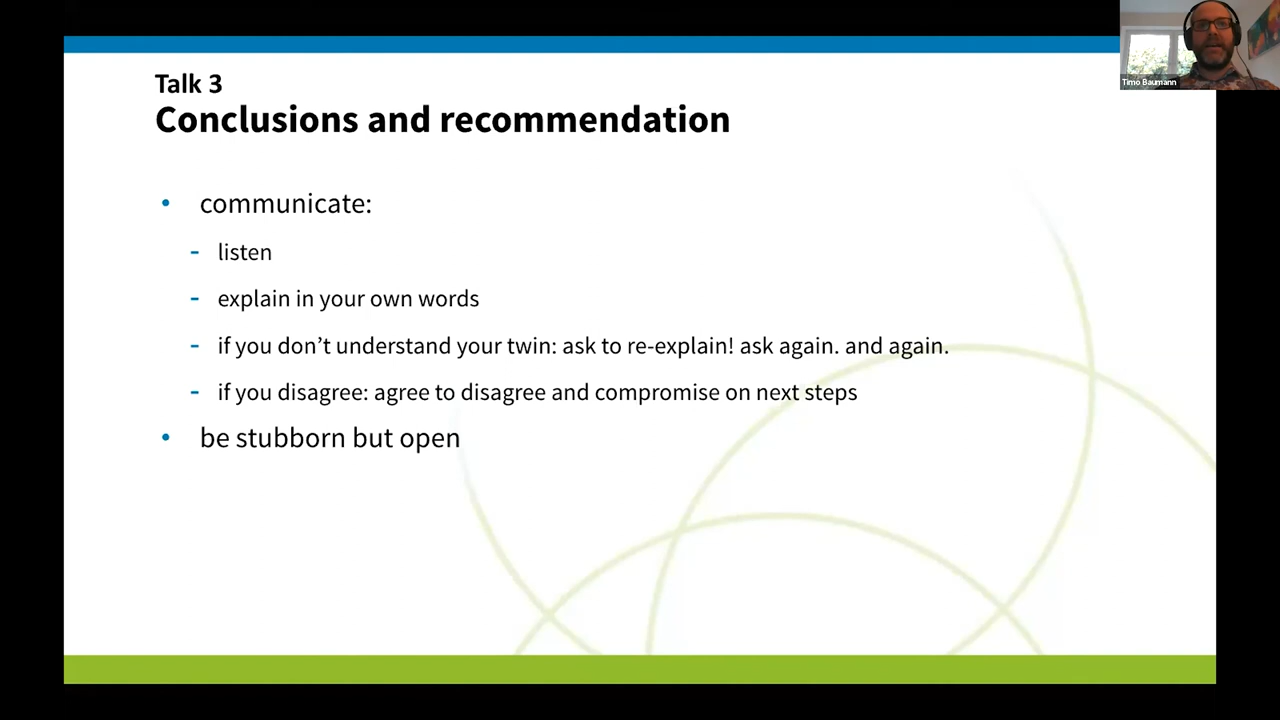 Talk 3
Conclusions and recommendation
• communicate:
- listen
- explain in your own words
- if you don’t understand your twin: ask to re-explain! ask again. and again.
- if you disagree: agree to disagree and compromise on next steps
• be stubborn but open
Timo Baumann